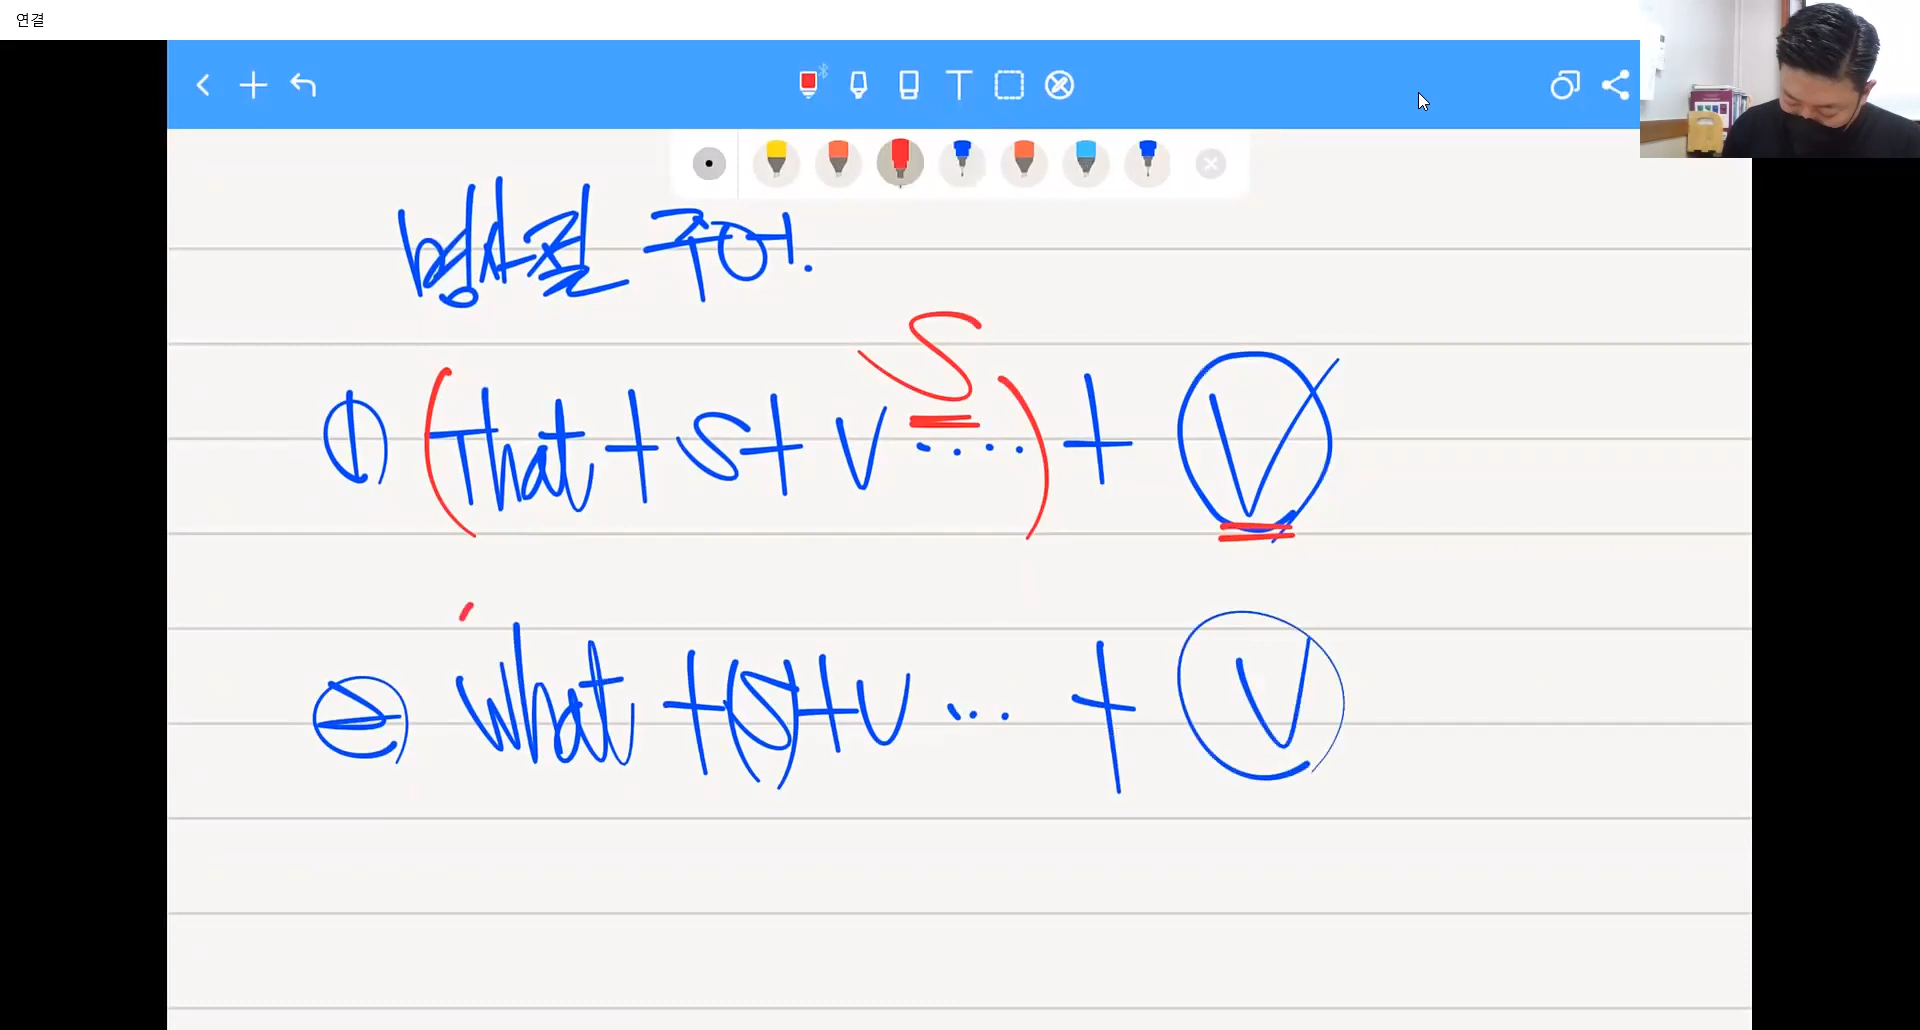 연결
명사절 주어.
S
① (That + S + V ....) + V
② what + (S) + V ... + V